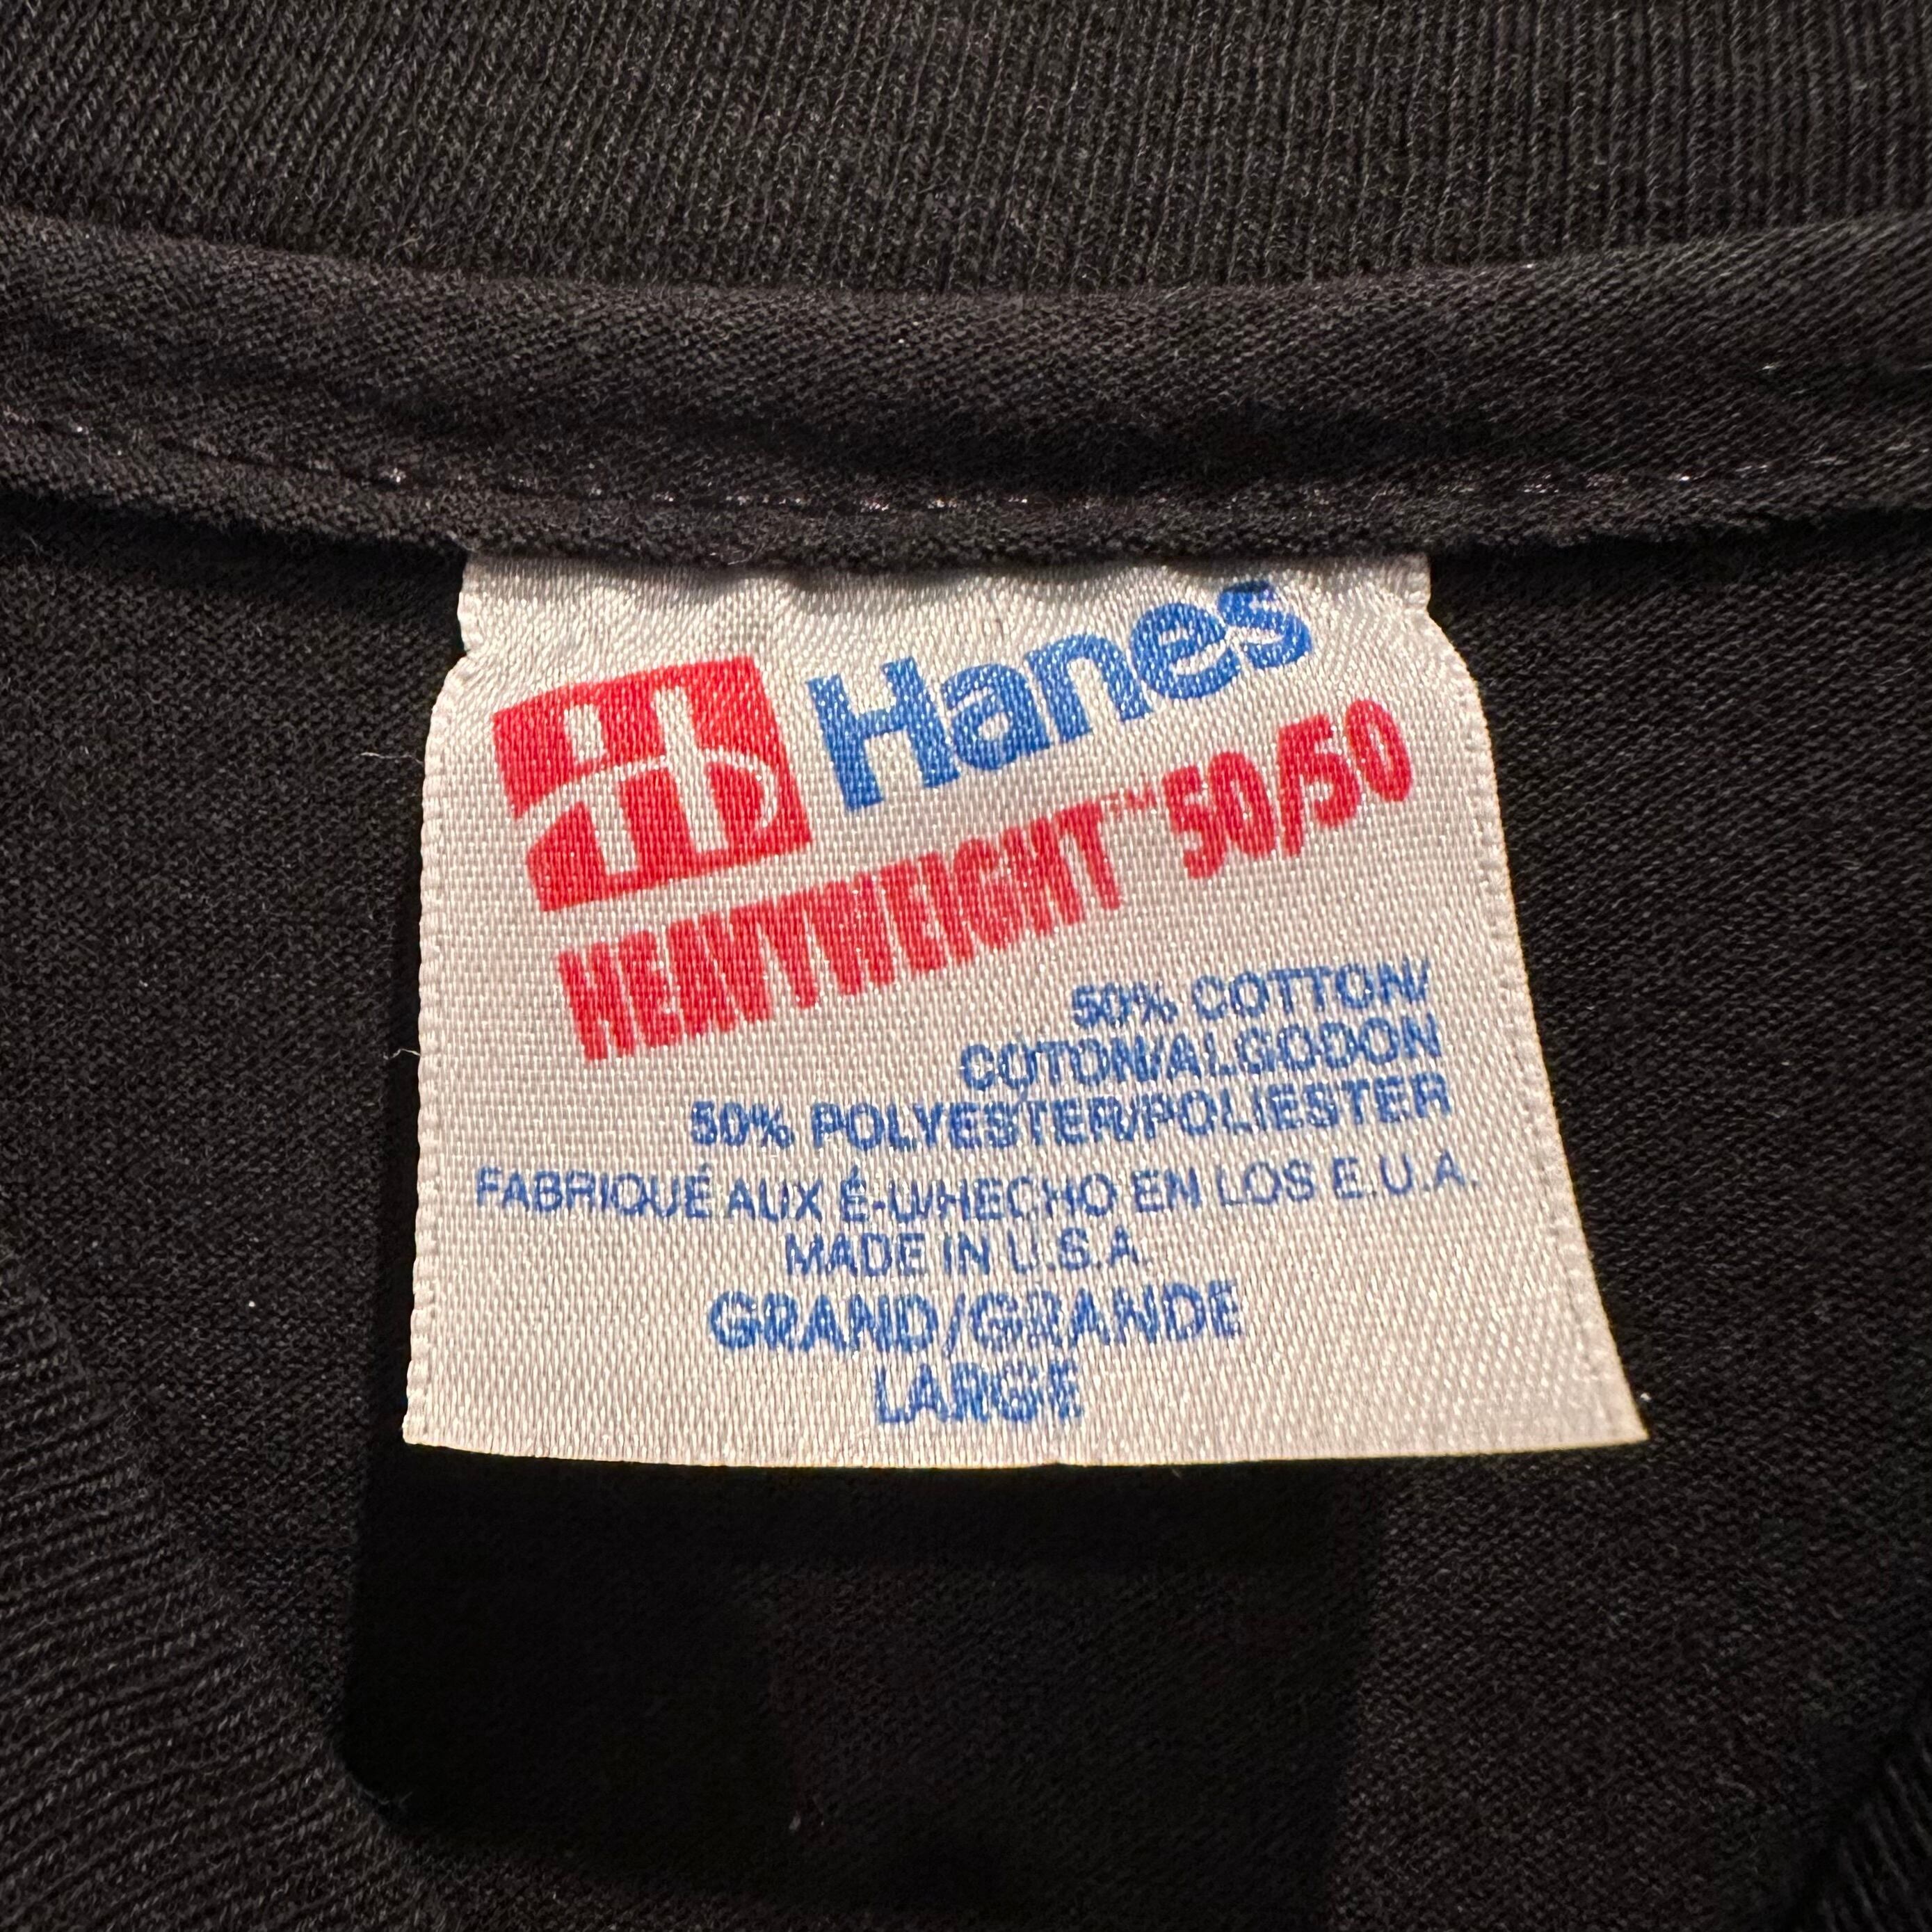 Hanes
HEAVYWEIGHT™ 50/50
50% COTTON/
COTON/ALGODON
50% POLYESTER/POLIESTER
FABRIQUÉ AUX É-U/HECHO EN LOS E.U.A.
MADE IN U.S.A.
GRAND/GRANDE
LARGE